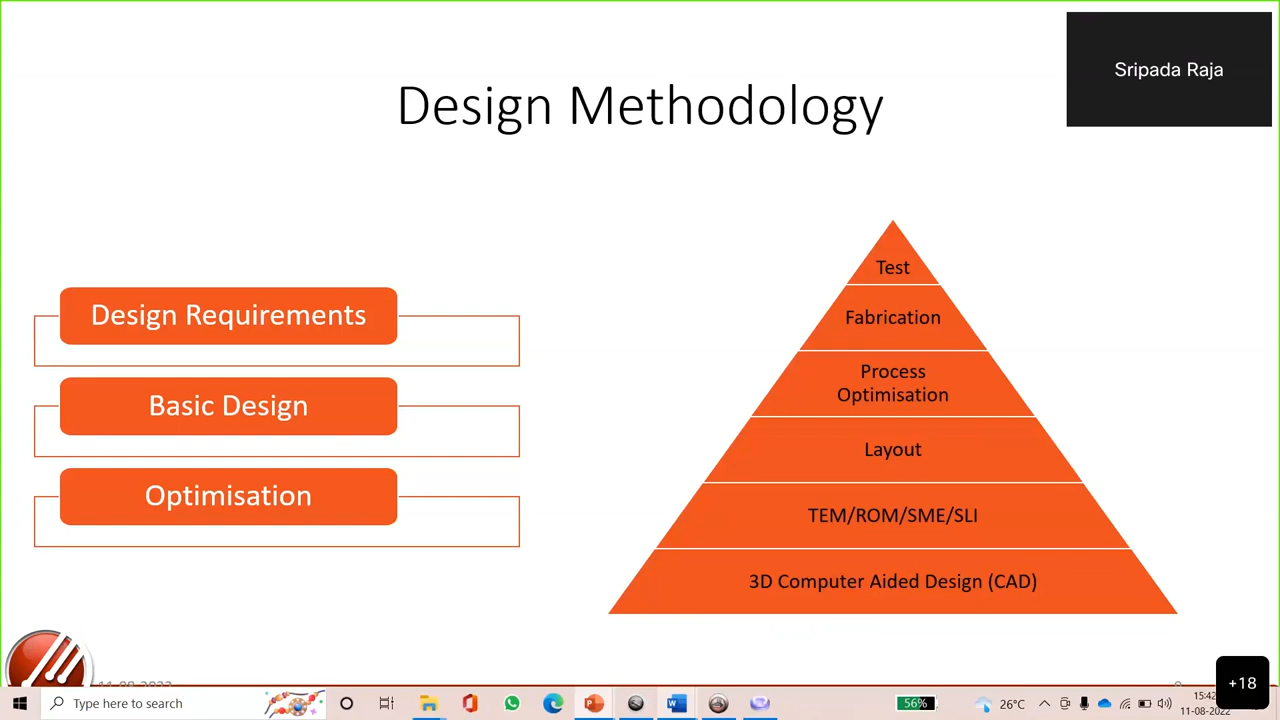 Sripada Raja
Design Methodology
Design Requirements
Basic Design
Optimisation
Test
Fabrication
Process
Optimisation
Layout
TEM/ROM/SME/SLI
3D Computer Aided Design (CAD)
+18
Type here to search
56%
26°C
15:42
11-08-2022